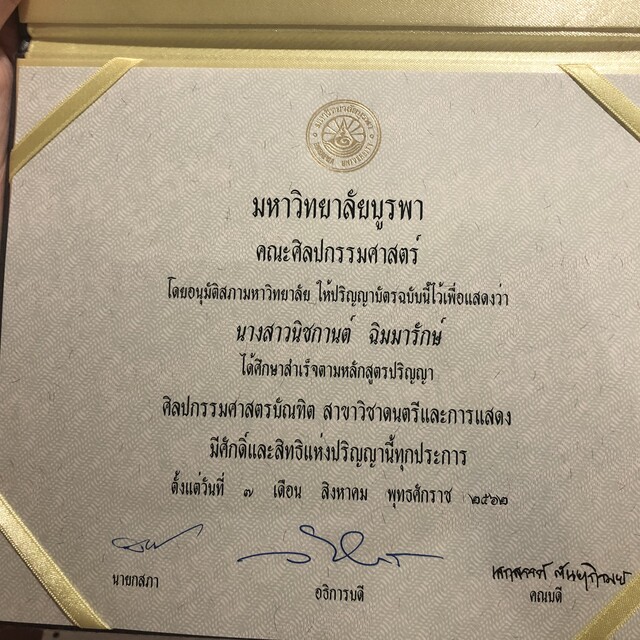 มหาวิทยาลัยบูรพา
คณะศิลปกรรมศาสตร์
โดยอนุมัติสภามหาวิทยาลัย ให้ปริญญาบัตรฉบับนี้ไว้เพื่อแสดงว่า
นางสาวนิชกานต์ ฉิมมารักษ์
ได้ศึกษาสำเร็จตามหลักสูตรปริญญา
ศิลปกรรมศาสตรบัณฑิต สาขาวิชาดนตรีและการแสดง
มีศักดิ์และสิทธิแห่งปริญญานี้ทุกประการ
ตั้งแต่วันที่ ๗ เดือน สิงหาคม พุทธศักราช ๒๕๖๒
นายกสภา อธิการบดี คณบดี